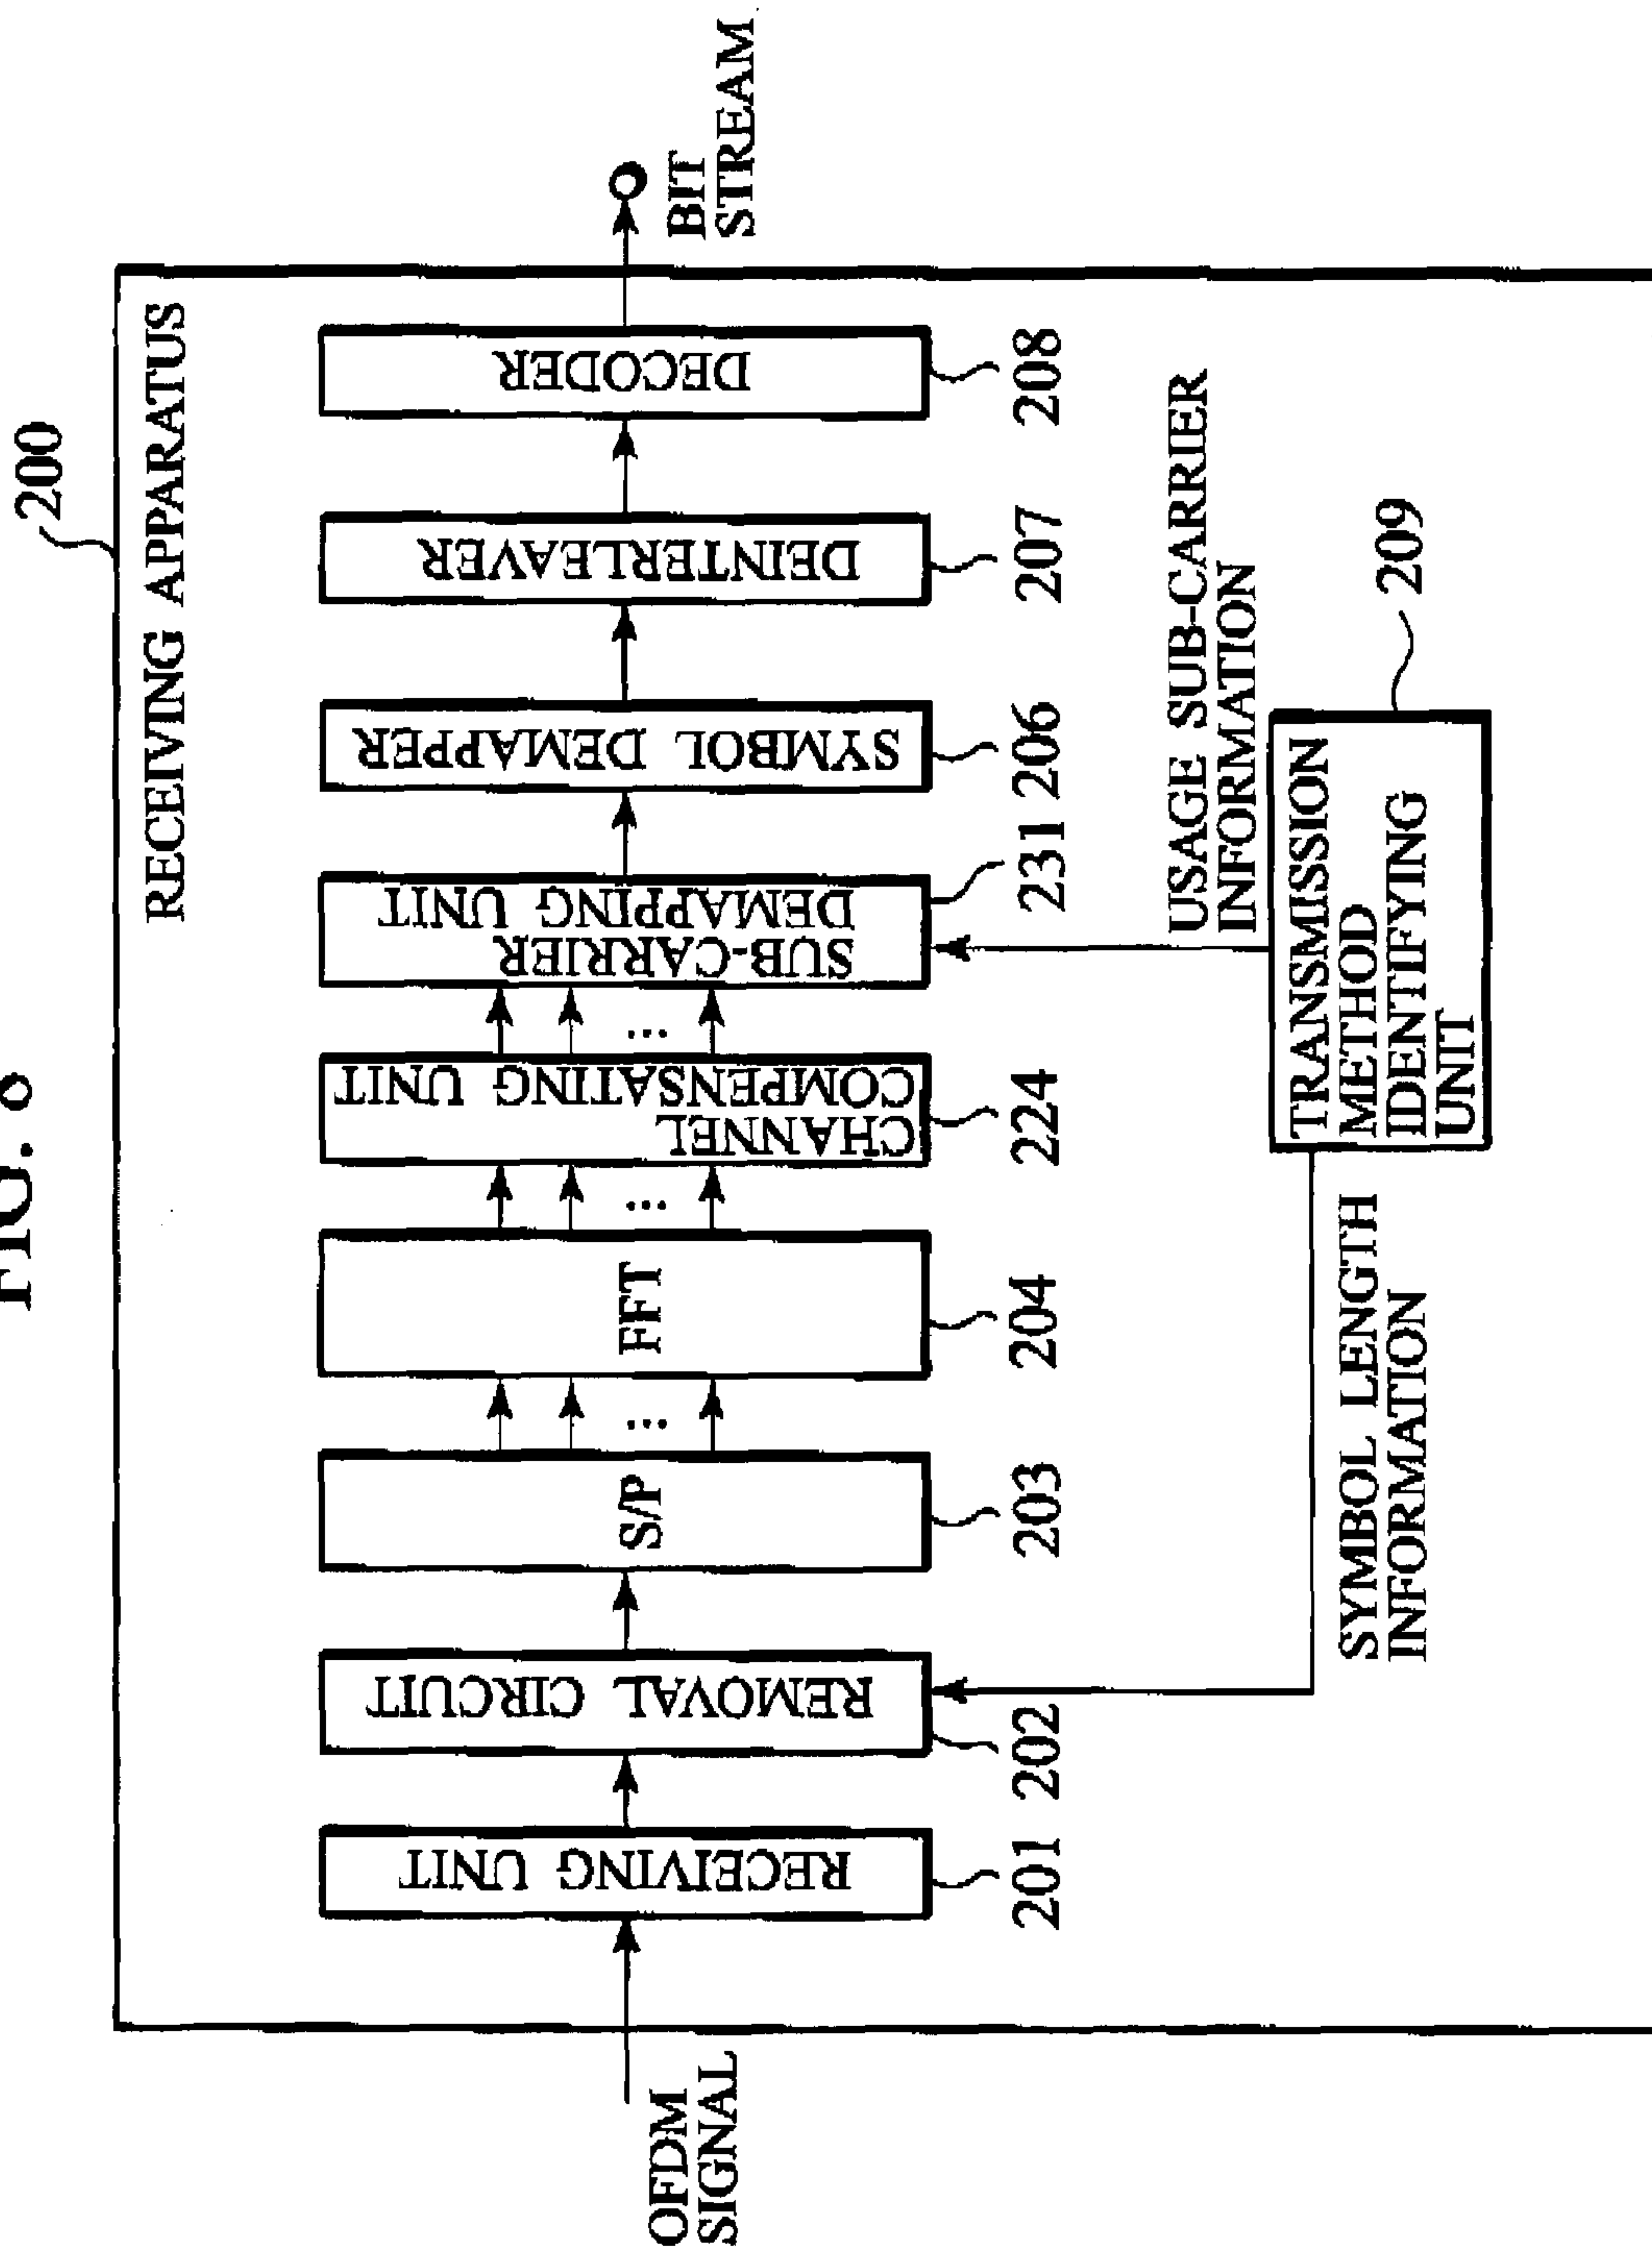 FIG.
200
RECEIVING APPARATUS
OFDM
SIGNAL
RECEIVING UNIT
201
REMOVAL CIRCUIT
202
S/P
203
...
FFT
204
...
CHANNEL
COMPENSATING UNIT
224
...
SUB-CARRIER
DEMAPPING UNIT
231
SYMBOL DEMAPPER
206
DEINTERLEAVER
207
DECODER
208
BIT
STREAM
SYMBOL LENGTH
INFORMATION
TRANSMISSION
METHOD
IDENTIFYING
UNIT
209
USAGE SUB-CARRIER
INFORMATION